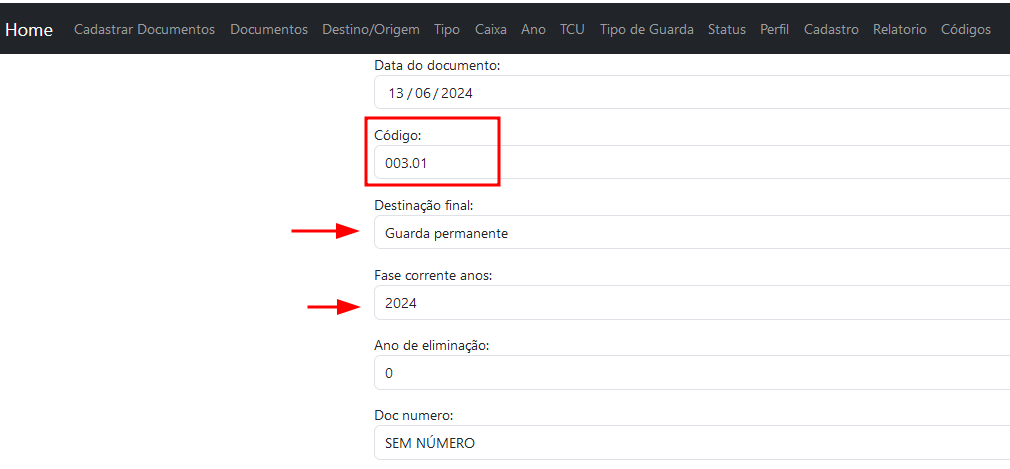 Home Cadastrar Documentos Documentos Destino/Origem Tipo Caixa Ano TCU Tipo de Guarda Status Perfil Cadastro Relatorio Códigos
Data do documento:
13 / 06 / 2024
Código:
003.01
Destinação final:
Guarda permanente
Fase corrente anos:
2024
Ano de eliminação:
0
Doc numero:
SEM NÚMERO